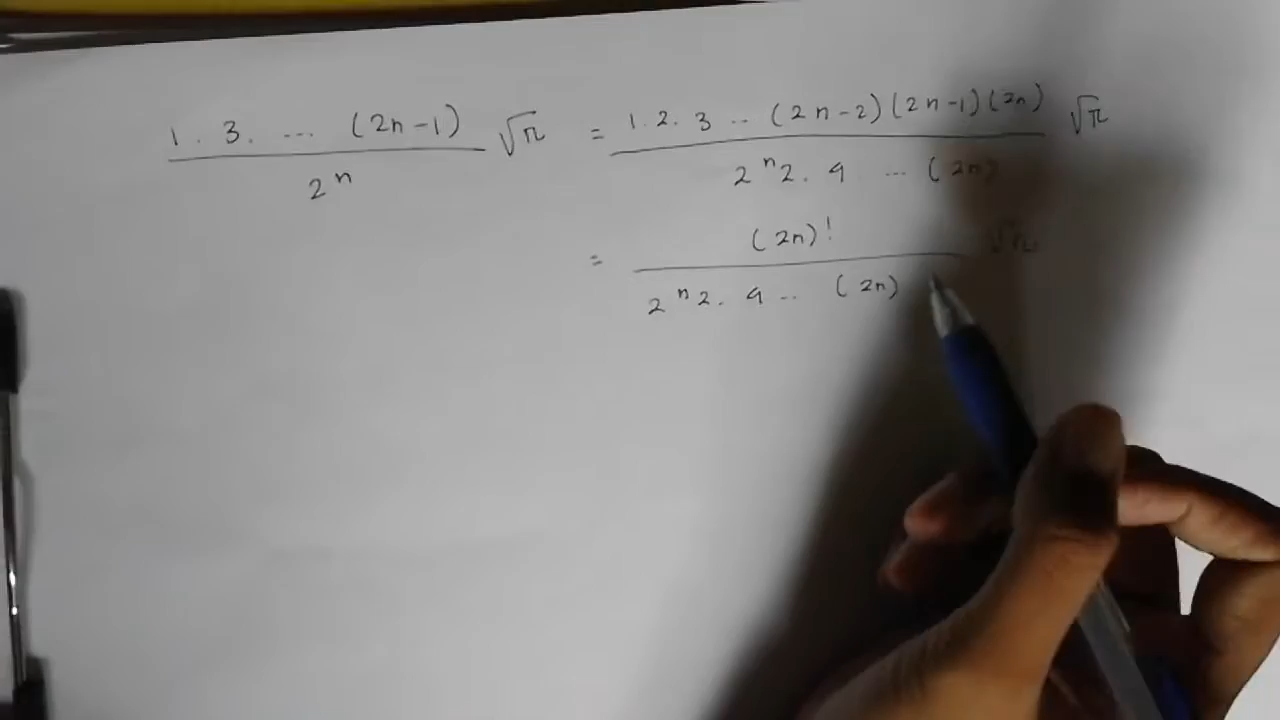 1 . 3 . ... (2n-1) / 2^n √π = 1 . 2 . 3 .. (2n-2)(2n-1)(2n) / 2^n 2 . 4 ... (2n) √π
= (2n)! / 2^n 2 . 4 .. (2n) √π